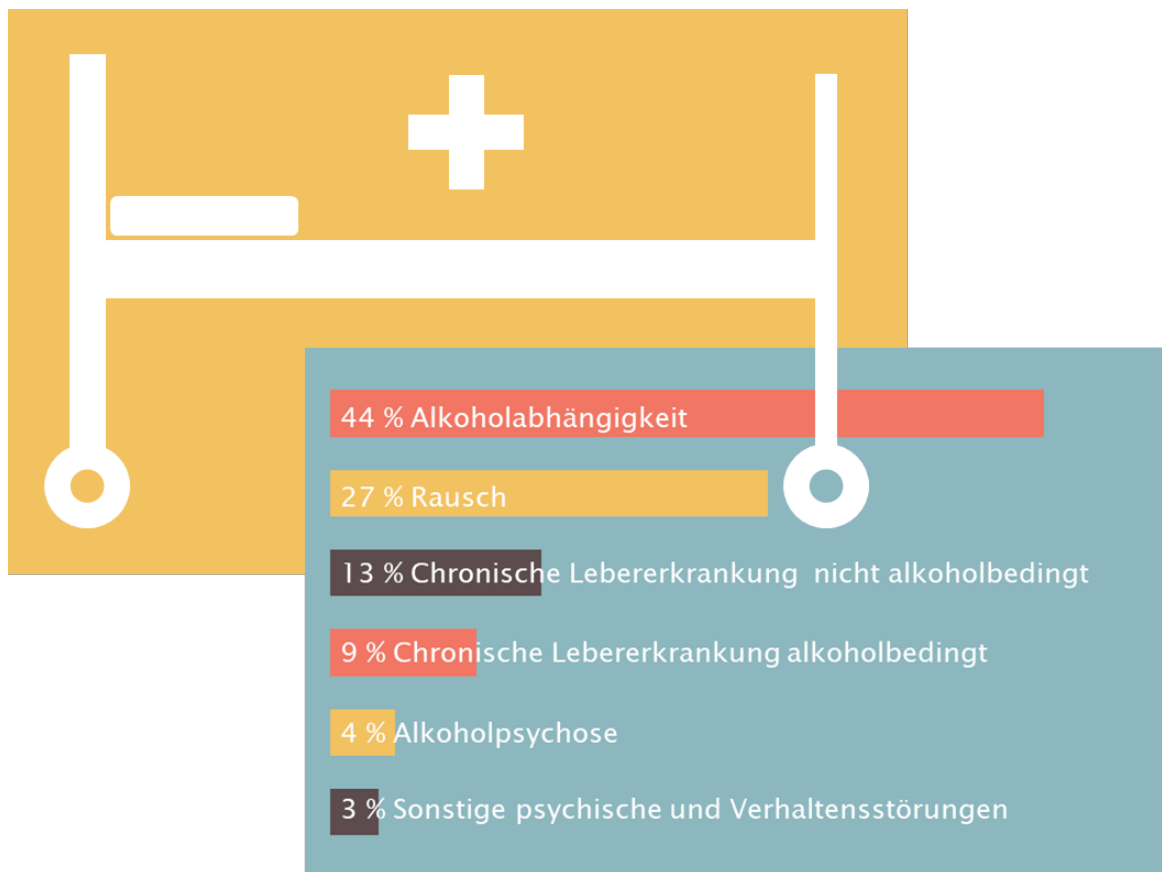 44 % Alkoholabhängigkeit
27 % Rausch
13 % Chronische Lebererkrankung nicht alkoholbedingt
9 % Chronische Lebererkrankung alkoholbedingt
4 % Alkoholpsychose
3 % Sonstige psychische und Verhaltensstörungen